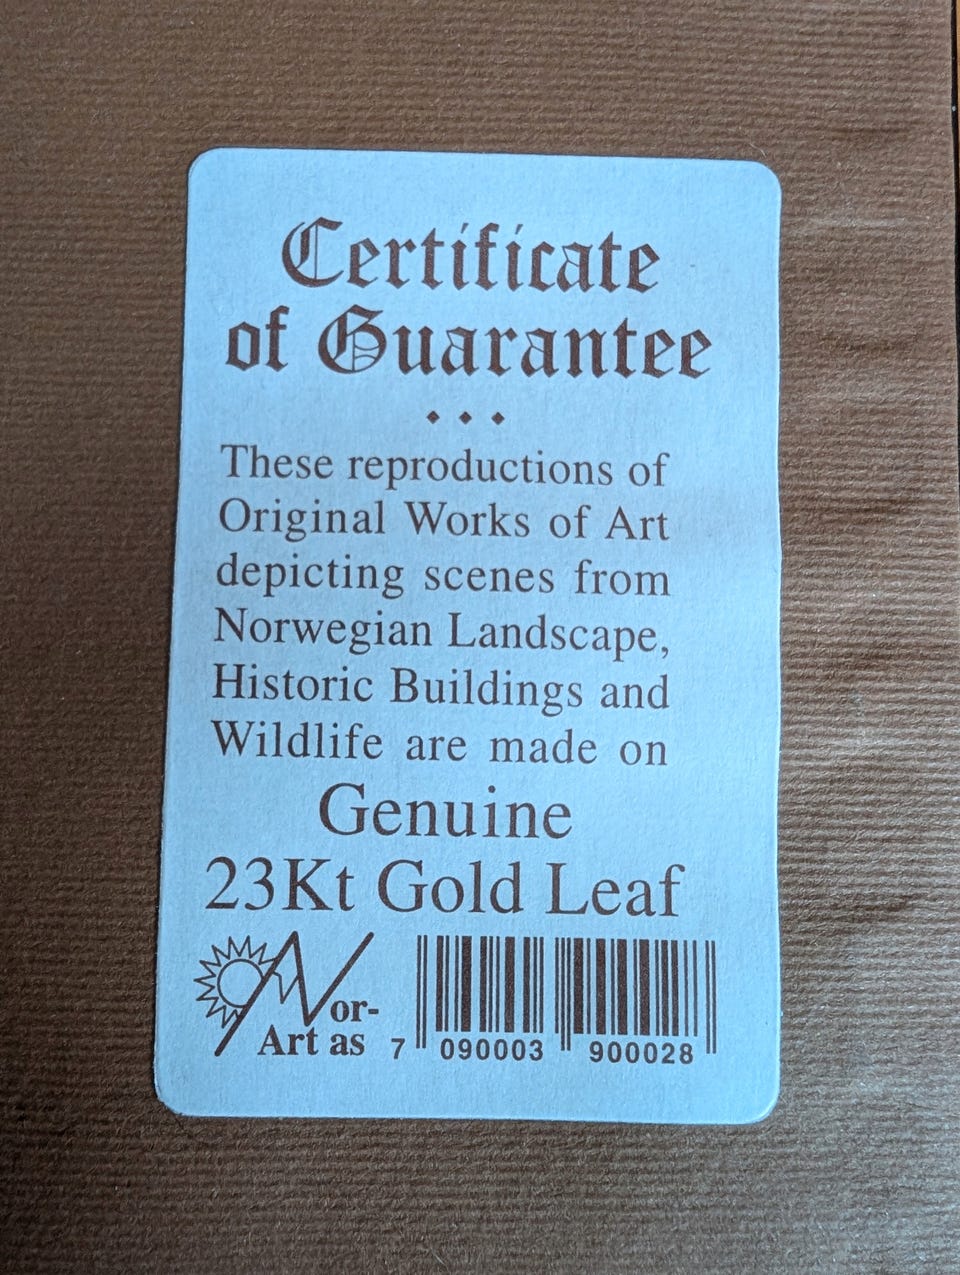 Certificate
of Guarantee
These reproductions of
Original Works of Art
depicting scenes from
Norwegian Landscape,
Historic Buildings and
Wildlife are made on
Genuine
23Kt Gold Leaf
Nor-
Art as
7 090003 900028